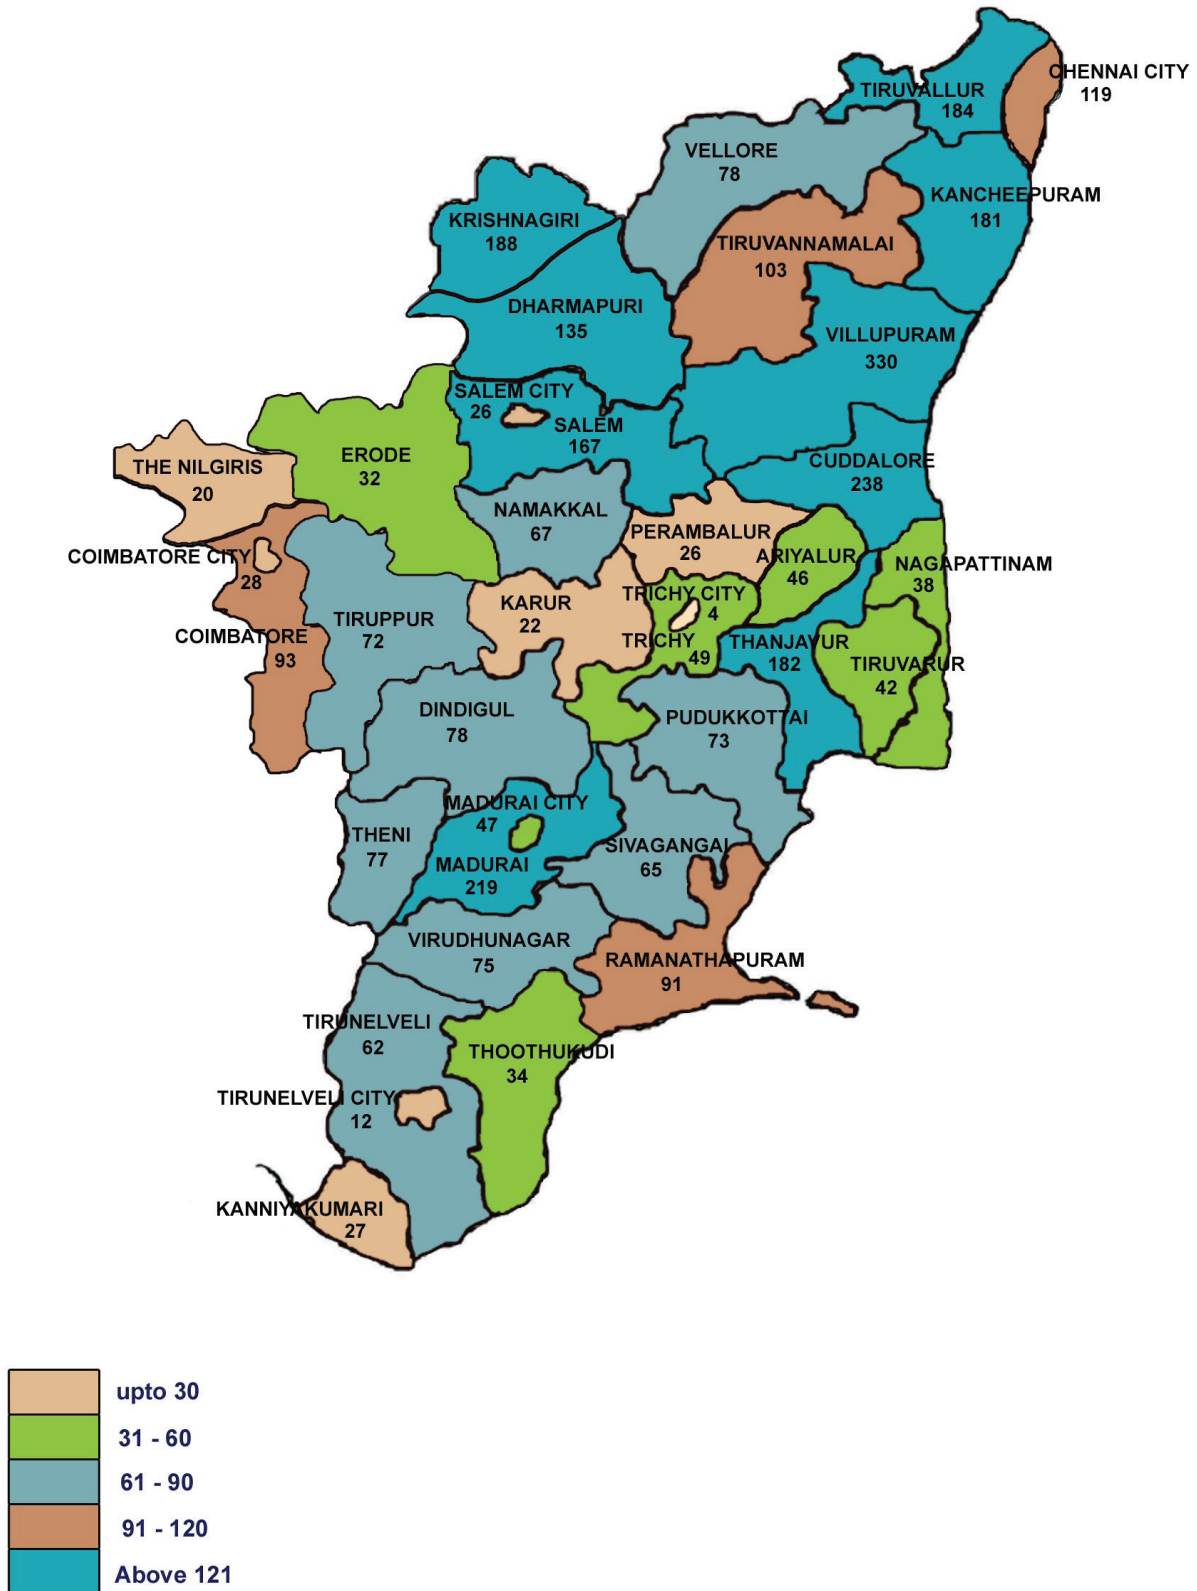 CHENNAI CITY
119
TIRUVALLUR
184
VELLORE
78
KANCHEEPURAM
181
KRISHNAGIRI
188
TIRUVANNAMALAI
103
DHARMAPURI
135
VILLUPURAM
330
SALEM CITY
26
SALEM
167
ERODE
32
THE NILGIRIS
20
CUDDALORE
238
NAMAKKAL
67
PERAMBALUR
26
ARIYALUR
46
NAGAPATTINAM
38
COIMBATORE CITY
28
COIMBATORE
93
TIRUPPUR
72
KARUR
22
TRICHY CITY
4
TRICHY
49
THANJAVUR
182
TIRUVARUR
42
DINDIGUL
78
PUDUKKOTTAI
73
MADURAI CITY
47
THENI
77
MADURAI
219
SIVAGANGAI
65
VIRUDHUNAGAR
75
RAMANATHAPURAM
91
TIRUNELVELI
62
THOOTHUKUDI
34
TIRUNELVELI CITY
12
KANNIYAKUMARI
27
upto 30
31 - 60
61 - 90
91 - 120
Above 121